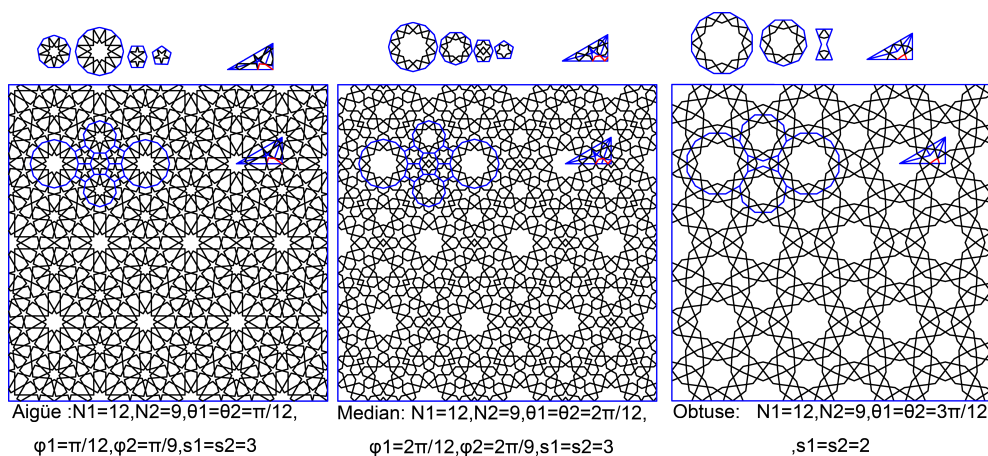 Aigüe :N1=12,N2=9,θ1=θ2=π/12,
φ1=π/12,φ2=π/9,s1=s2=3
Median: N1=12,N2=9,θ1=θ2=2π/12,
φ1=2π/12,φ2=2π/9,s1=s2=3
Obtuse: N1=12,N2=9,θ1=θ2=3π/12
,s1=s2=2